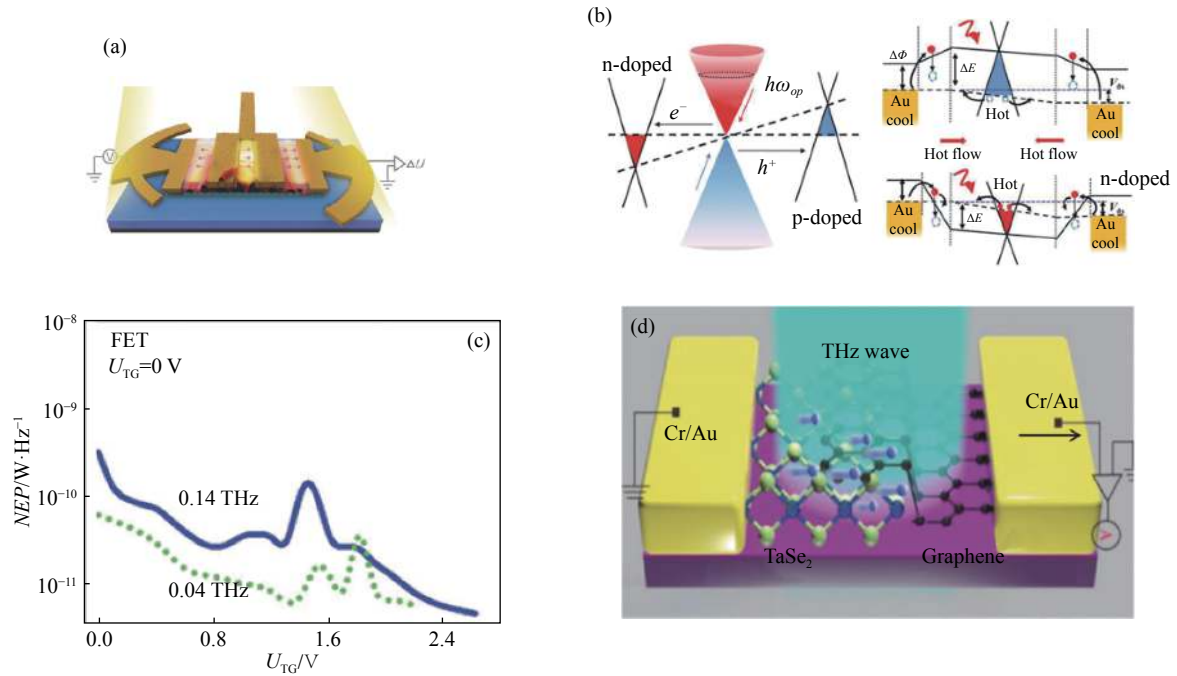 (a)
V
ΔU
(b)
n-doped
hω_op
e⁻
h⁺
p-doped
ΔΦ
ΔE
V_ds
Au
cool
Hot
Au
cool
Hot flow
Hot flow
Hot
n-doped
ΔE
V_ds
Au
cool
Au
cool
(c)
FET
U_TG=0 V
10⁻⁸
10⁻⁹
10⁻¹⁰
10⁻¹¹
NEP/W·Hz⁻¹
0.14 THz
0.04 THz
0.0
0.8
1.6
2.4
U_TG/V
(d)
THz wave
Cr/Au
Cr/Au
TaSe₂
Graphene